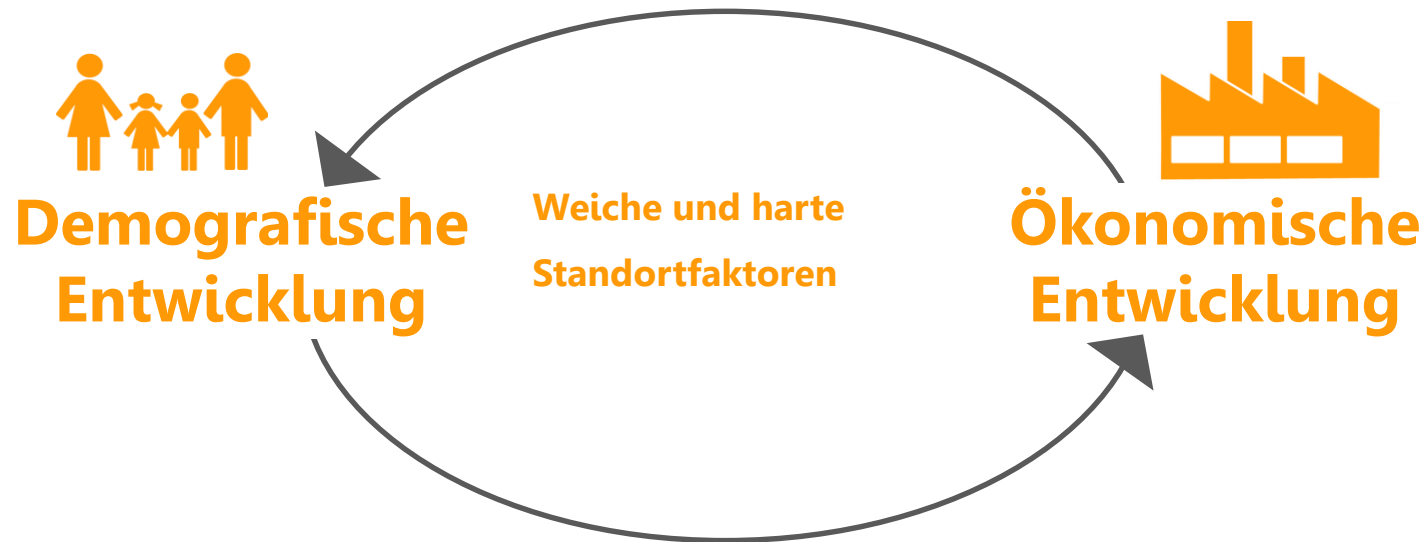 Demografische
Entwicklung
Weiche und harte
Standortfaktoren
Ökonomische
Entwicklung